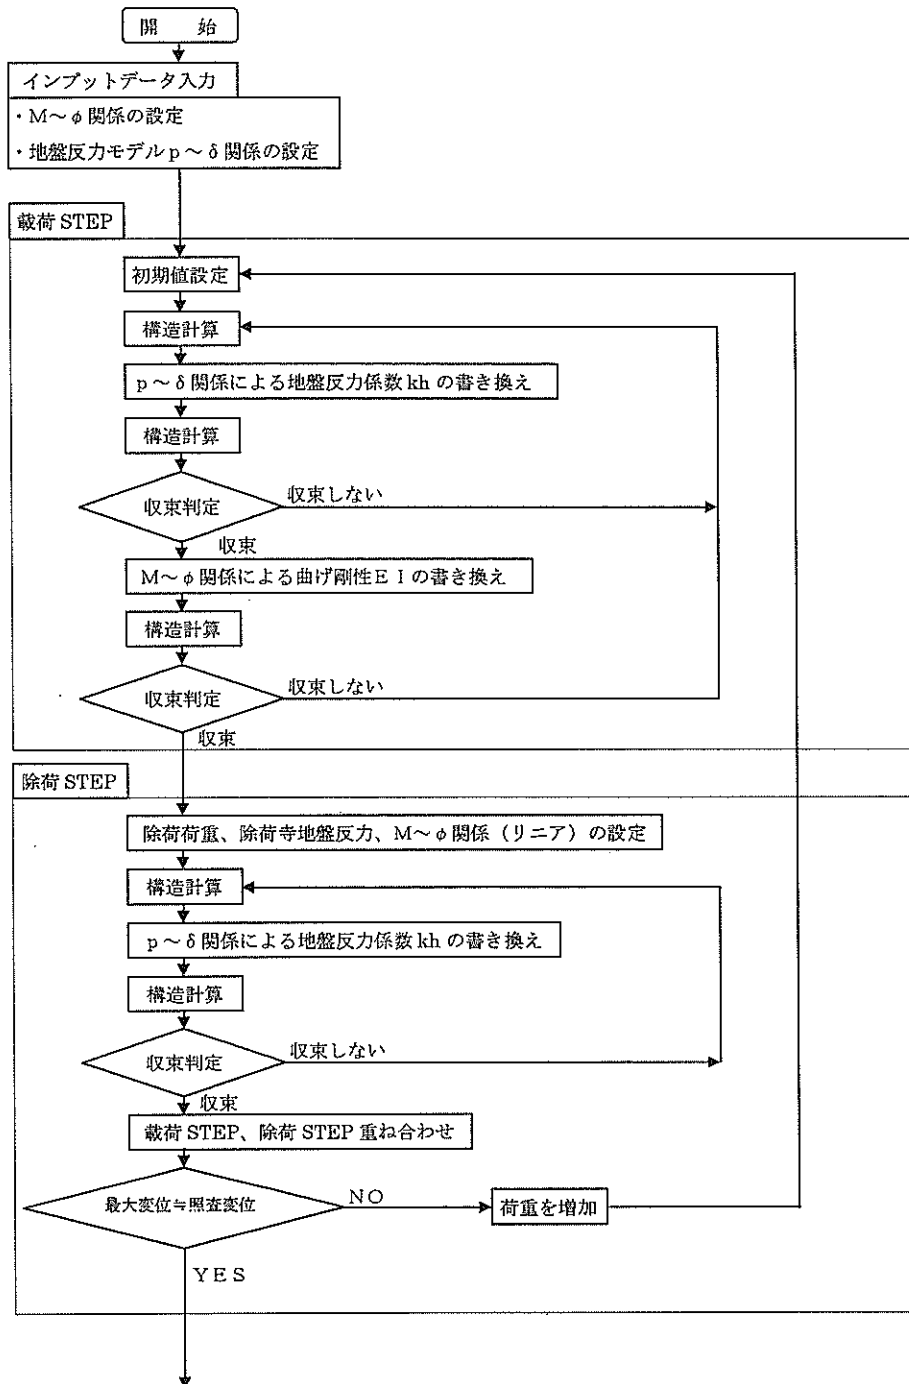 開　始
インプットデータ入力
・M～φ関係の設定
・地盤反力モデルp～δ関係の設定
載荷 STEP
初期値設定
構造計算
p～δ関係による地盤反力係数 kh の書き換え
構造計算
収束判定
収束しない
収束
M～φ関係による曲げ剛性ＥＩの書き換え
構造計算
収束判定
収束しない
収束
除荷 STEP
除荷荷重、除荷寺地盤反力、M～φ関係（リニア）の設定
構造計算
p～δ関係による地盤反力係数 kh の書き換え
構造計算
収束判定
収束しない
収束
載荷 STEP、除荷 STEP 重ね合わせ
最大変位≒照査変位
ＮＯ
荷重を増加
ＹＥＳ